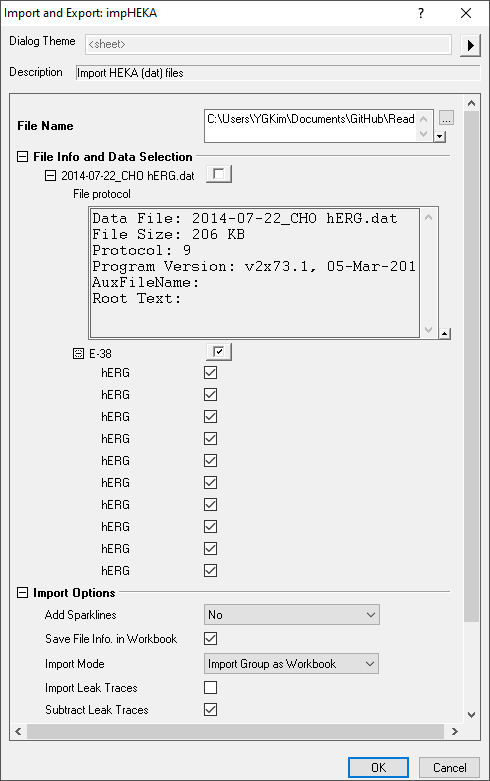 Import and Export: impHEKA
Dialog Theme <sheet>
Description Import HEKA (dat) files
File Name C:\Users\YGKim\Documents\GitHub\Read ...
File Info and Data Selection
2014-07-22_CHO hERG.dat
File protocol
Data File: 2014-07-22_CHO hERG.dat
File Size: 206 KB
Protocol: 9
Program Version: v2x73.1, 05-Mar-201
AuxFileName:
Root Text:
E-38
hERG
hERG
hERG
hERG
hERG
hERG
hERG
hERG
hERG
hERG
Import Options
Add Sparklines No
Save File Info. in Workbook
Import Mode Import Group as Workbook
Import Leak Traces
Subtract Leak Traces
OK Cancel